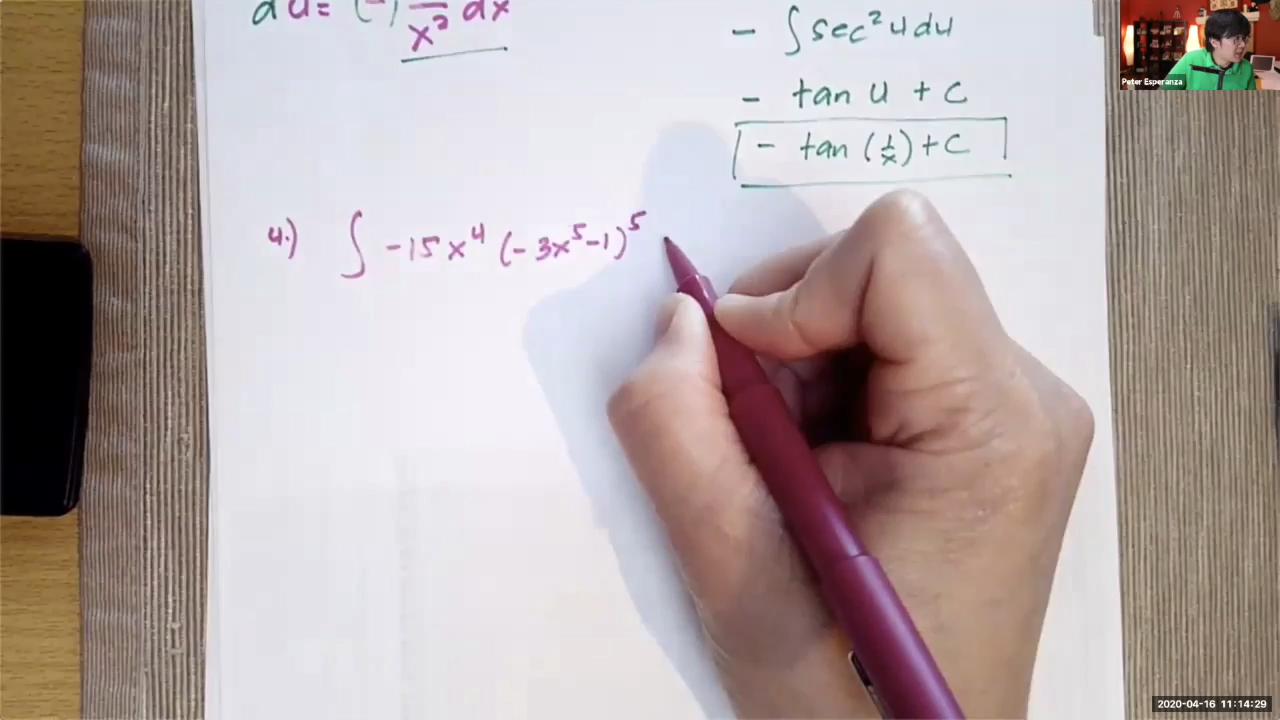 du = (-) 1/x² dx
- ∫ sec² u du
- tan u + C
- tan (1/x) + C
4.) ∫ -15x⁴ (-3x⁵-1)⁵
Peter Esperanza
2020-04-16 11:14:29